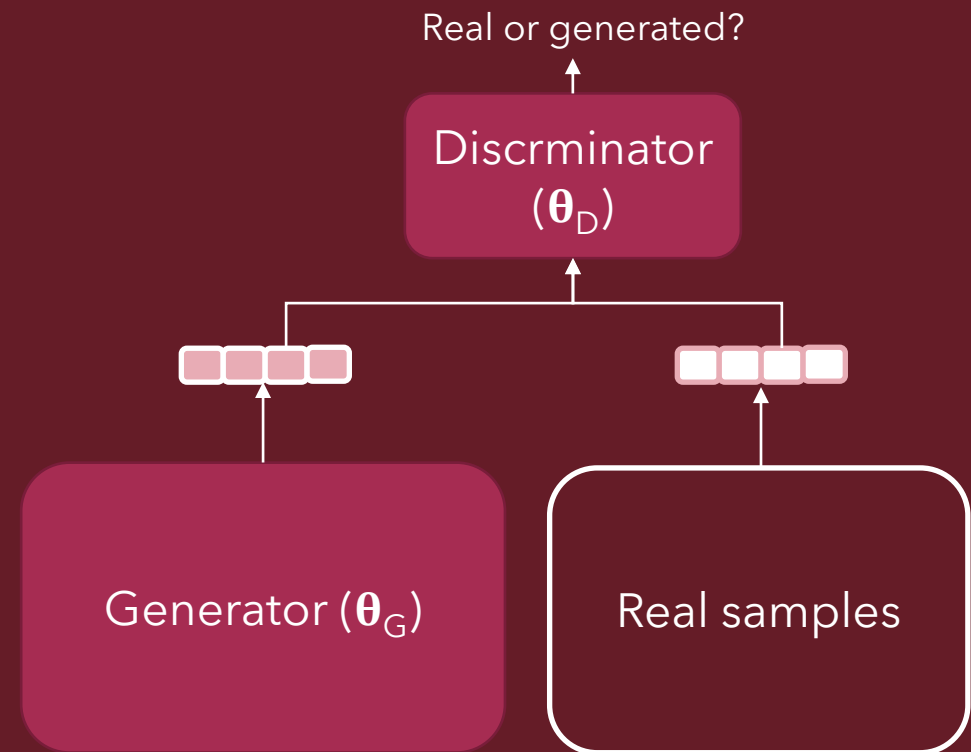 Real or generated?
Discrminator
(θD)
Generator (θG)
Real samples